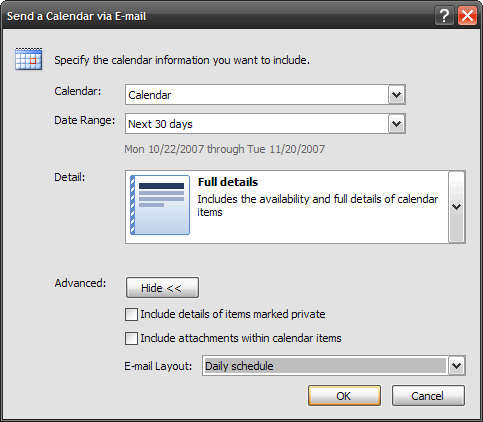 Send a Calendar via E-mail
Specify the calendar information you want to include.
Calendar: Calendar
Date Range: Next 30 days
Mon 10/22/2007 through Tue 11/20/2007
Detail: Full details
Includes the availability and full details of calendar
items
Advanced: Hide <<
Include details of items marked private
Include attachments within calendar items
E-mail Layout: Daily schedule
OK Cancel